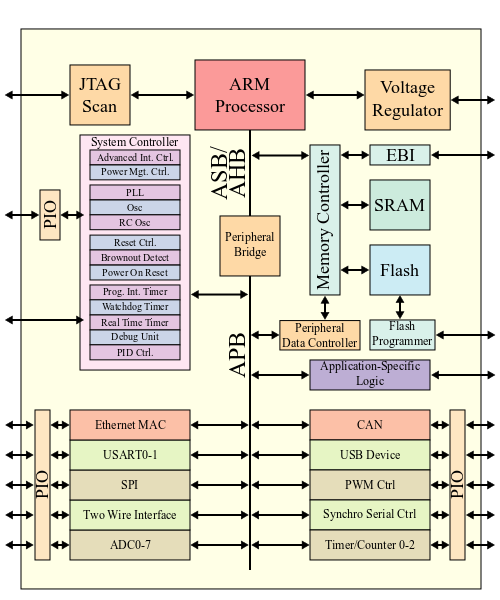 JTAG
Scan
ARM
Processor
Voltage
Regulator
System Controller
Advanced Int. Ctrl.
Power Mgt. Ctrl.
PLL
Osc
RC Osc
Reset Ctrl.
Brownout Detect
Power On Reset
Prog. Int. Timer
Watchdog Timer
Real Time Timer
Debug Unit
PID Ctrl.
PIO
ASB/
AHB
Peripheral
Bridge
APB
Memory Controller
EBI
SRAM
Flash
Peripheral
Data Controller
Flash
Programmer
Application-Specific
Logic
PIO
Ethernet MAC
USART0-1
SPI
Two Wire Interface
ADC0-7
CAN
USB Device
PWM Ctrl
Synchro Serial Ctrl
Timer/Counter 0-2
PIO